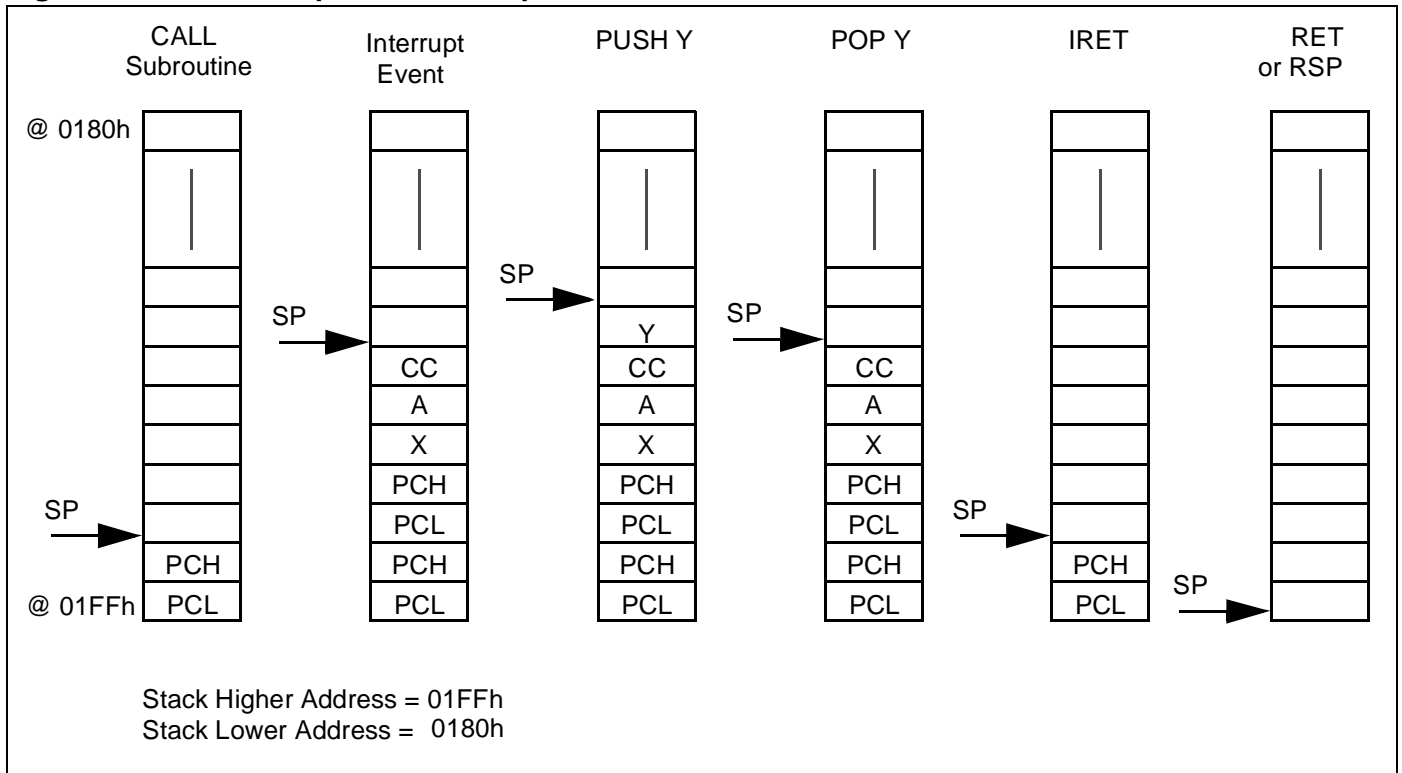 CALL
Subroutine
Interrupt
Event
PUSH Y
POP Y
IRET
RET
or RSP
@ 0180h
SP
SP
SP
Y
CC
CC
CC
A
A
A
X
X
X
PCH
PCH
PCH
SP
SP
PCL
PCL
PCL
PCH
PCH
PCH
PCH
PCH
SP
@ 01FFh
PCL
PCL
PCL
PCL
PCL
Stack Higher Address = 01FFh
Stack Lower Address = 0180h